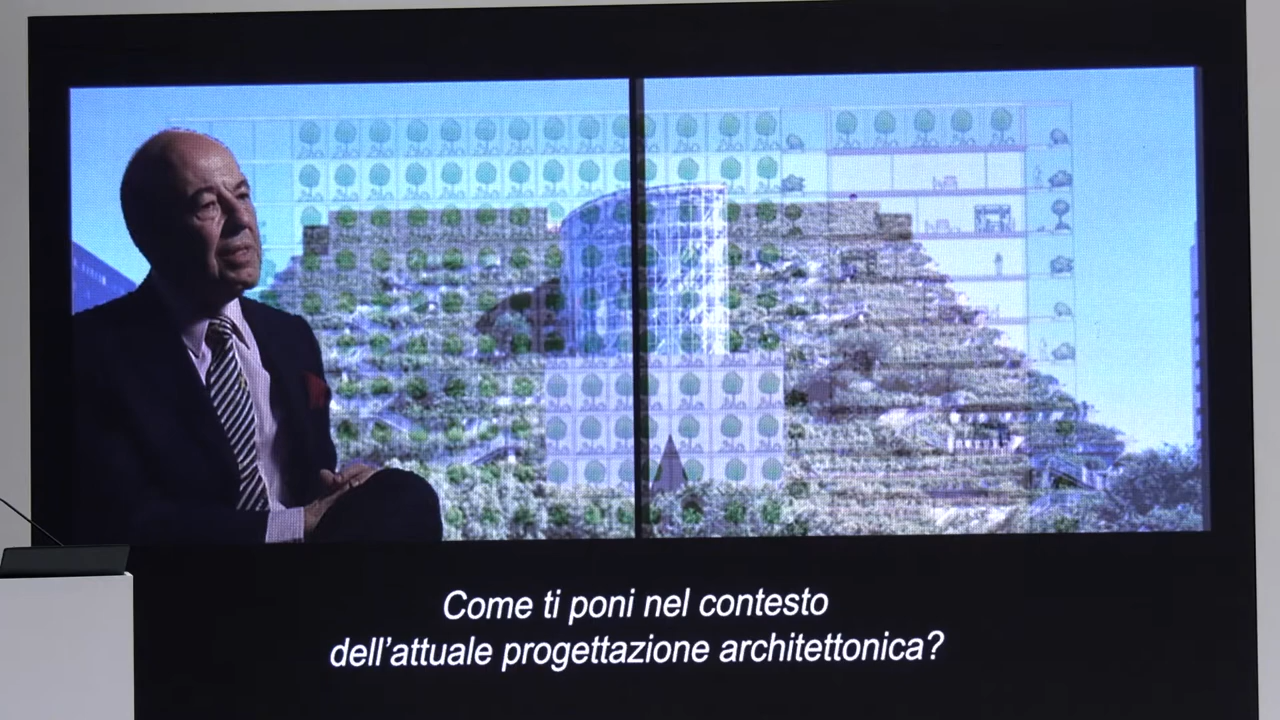 Come ti poni nel contesto
dell'attuale progettazione architettonica?